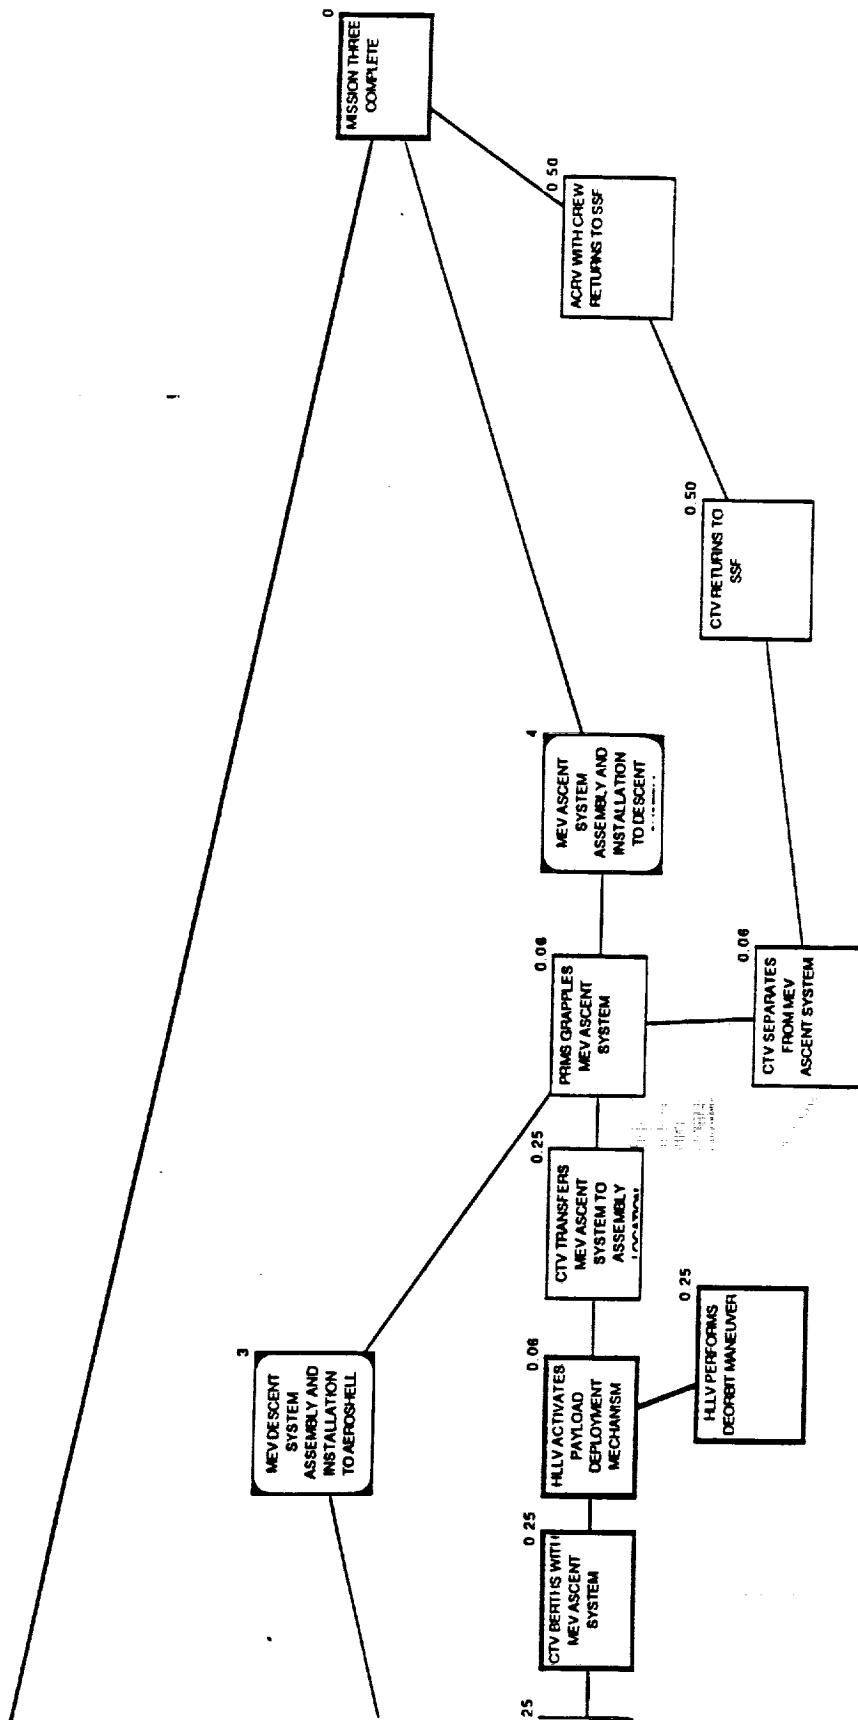 0
MISSION THREE
COMPLETE
0.50
ACRV WITH CREW
RETURNS TO SSF
0.50
CTV RETURNS TO
SSF
4
MEV ASCENT
SYSTEM
ASSEMBLY AND
INSTALLATION
TO DESCENT
0.06
PRMS GRAPPLES
MEV ASCENT
SYSTEM
0.06
CTV SEPARATES
FROM MEV
ASCENT SYSTEM
0.25
CTV TRANSFERS
MEV ASCENT
SYSTEM TO
ASSEMBLY
LOCATION
3
MEV DESCENT
SYSTEM
ASSEMBLY AND
INSTALLATION
TO AEROSHELL
0.06
HLLV ACTIVATES
PAYLOAD
DEPLOYMENT
MECHANISM
0.25
HLLV PERFORMS
DEORBIT MANEUVER
0 25
CTV BERTHS WITH
MEV ASCENT
SYSTEM
25